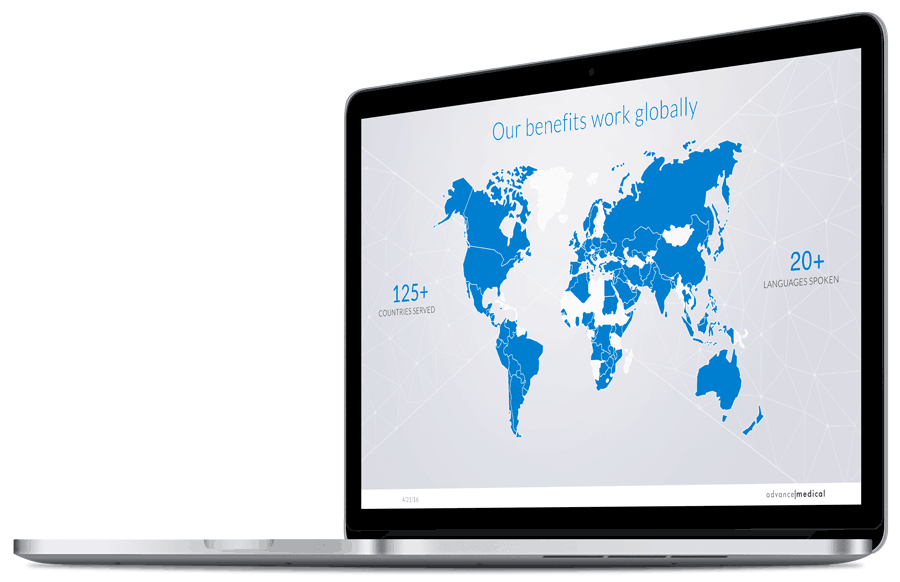 Our benefits work globally
125+
COUNTRIES SERVED
20+
LANGUAGES SPOKEN
4/21/16
advance|medical